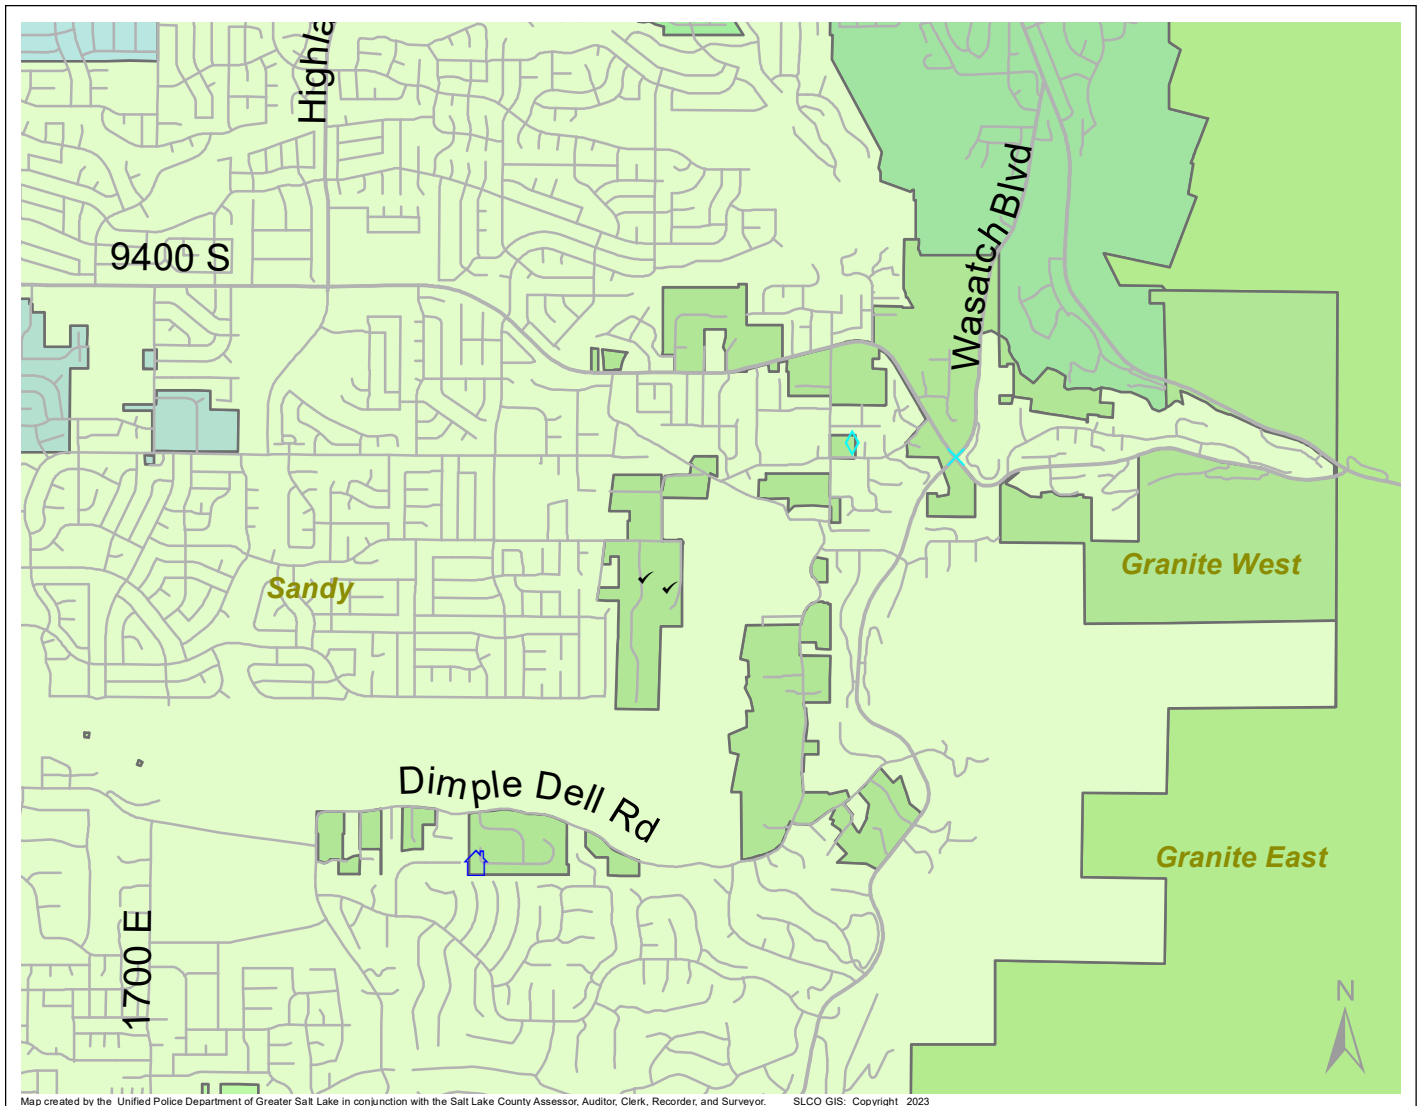 Highla
Wasatch Blvd
9400 S
Granite West
Sandy
Dimple Dell Rd
Granite East
1700 E
N
Map created by the Unified Police Department of Greater Salt Lake in conjunction with the Salt Lake County Assessor, Auditor, Clerk, Recorder, and Surveyor. SLCO GIS: Copyright 2023